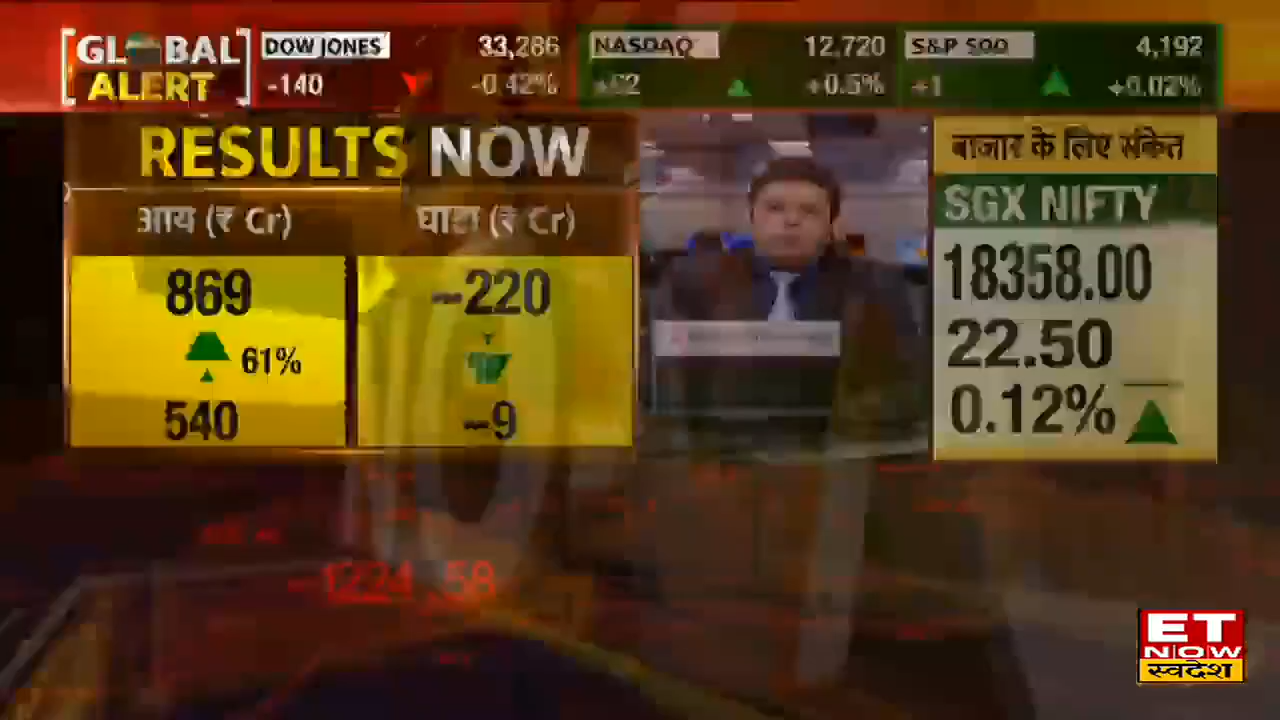 GLOBAL
ALERT
DOW JONES 33,286
-140 -0.42%
NASDAQ 12,720
+62 +0.5%
S&P 500 4,192
+1 +0.02%
RESULTS NOW
आय (₹ Cr) घाटा (₹ Cr)
869 -220
61%
540 -9
बाजार के लिए संकेत
SGX NIFTY
18358.00
22.50
0.12%
-1224.58
ET
NOW
स्वदेश